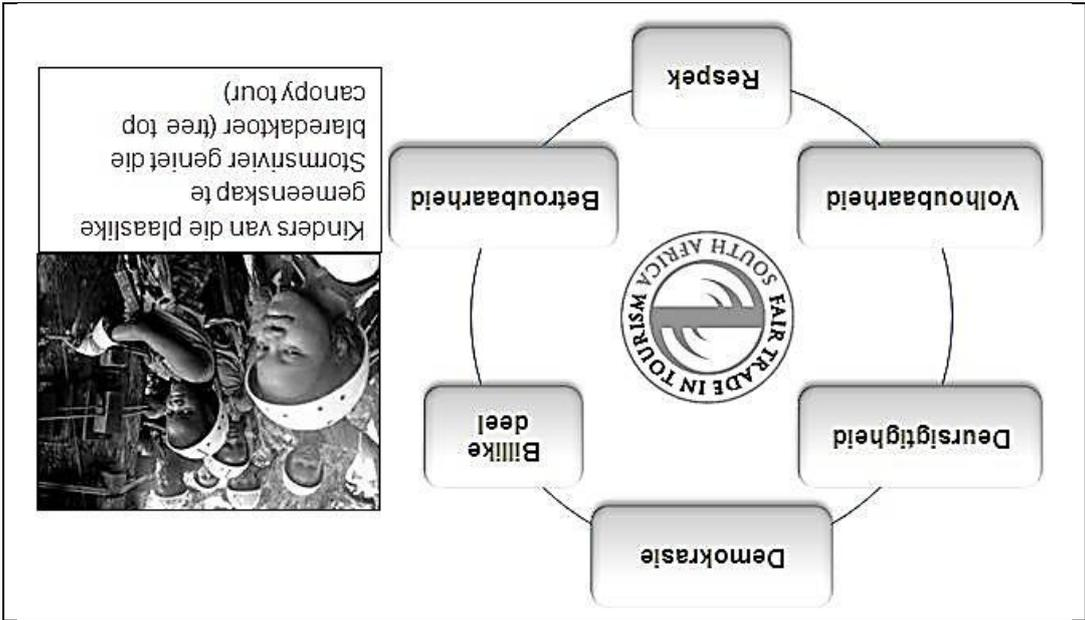 Demokrasie
Billike
deel
Deursigtigheid
FAIR TRADE IN TOURISM
SOUTH AFRICA
Betroubaarheid
Volhoubaarheid
Respek
Kinders van die plaaslike
gemeenskap te
Stormsrivier geniet die
blaredaktoer (tree top
canopy tour)